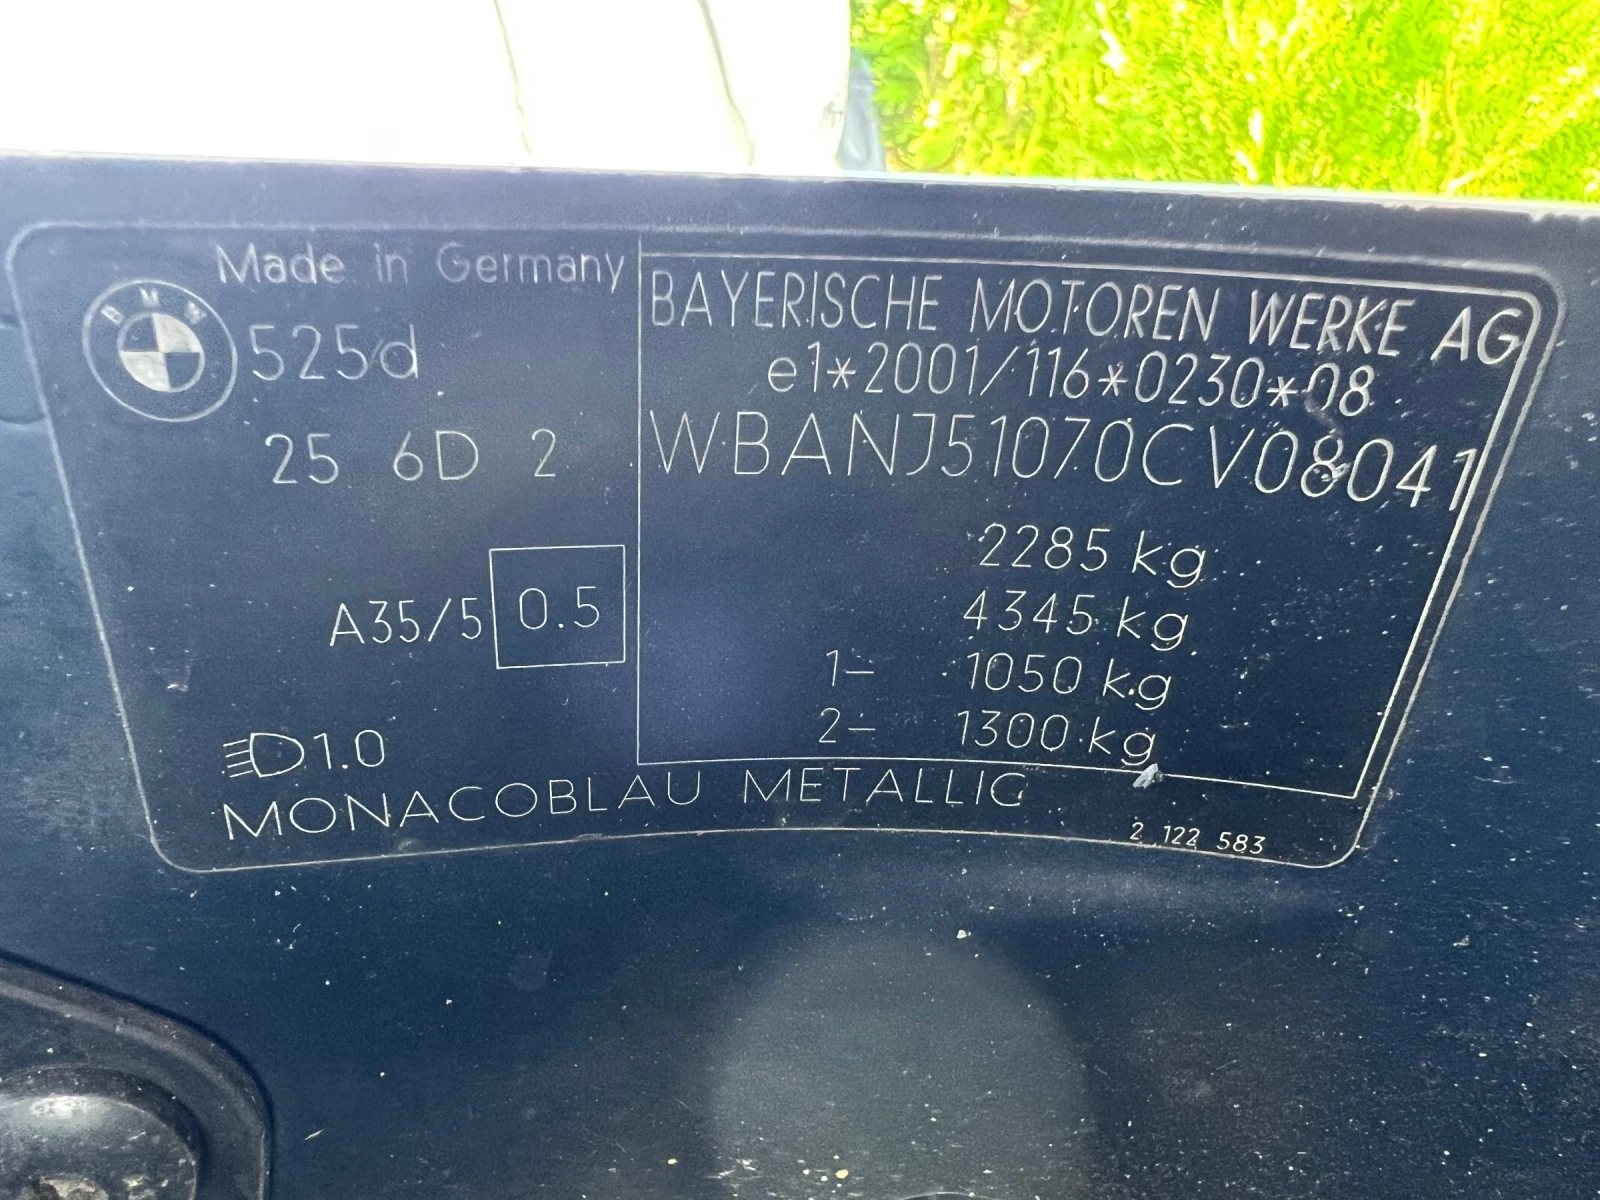 Made in Germany
BMW
525d
25 6D 2
A35/5 0.5
1.0
MONACOBLAU METALLIC
BAYERISCHE MOTOREN WERKE AG
e1*2001/116*0230*08
WBANJ51070CV08041
2285 kg
4345 kg
1- 1050 kg
2- 1300 kg
2 122 583